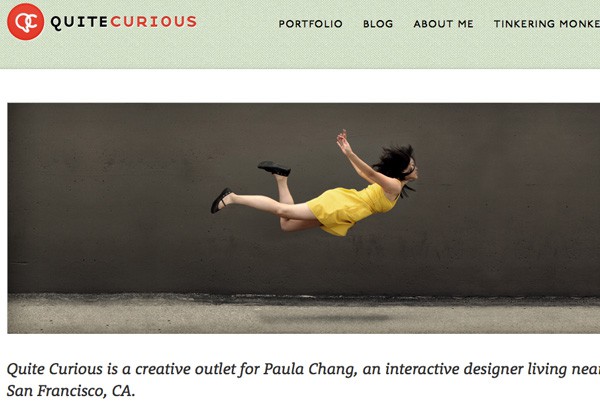 QC QUITECURIOUS PORTFOLIO BLOG ABOUT ME TINKERING MONKE
Quite Curious is a creative outlet for Paula Chang, an interactive designer living nea
San Francisco, CA.